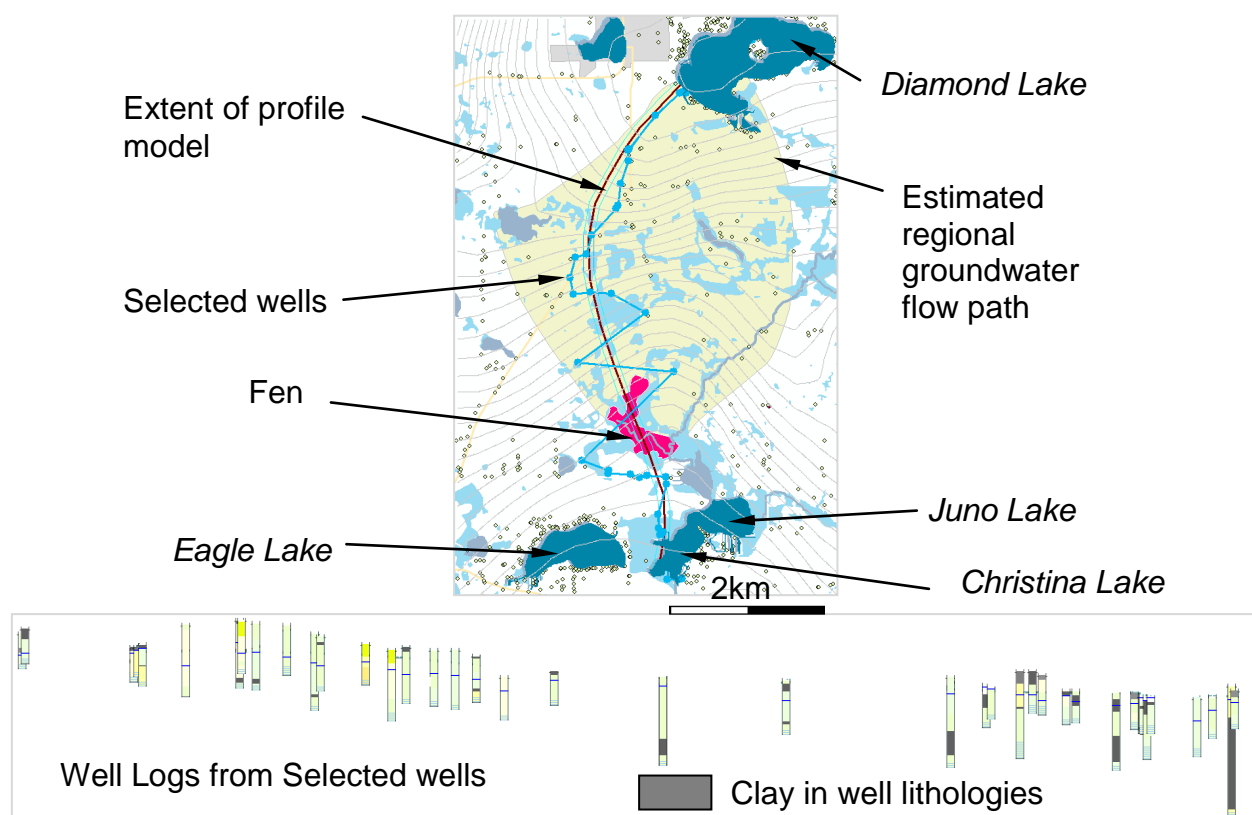 Diamond Lake
Extent of profile
model
Estimated
regional
groundwater
flow path
Selected wells
Fen
Juno Lake
Eagle Lake
Christina Lake
2km
Well Logs from Selected wells
Clay in well lithologies